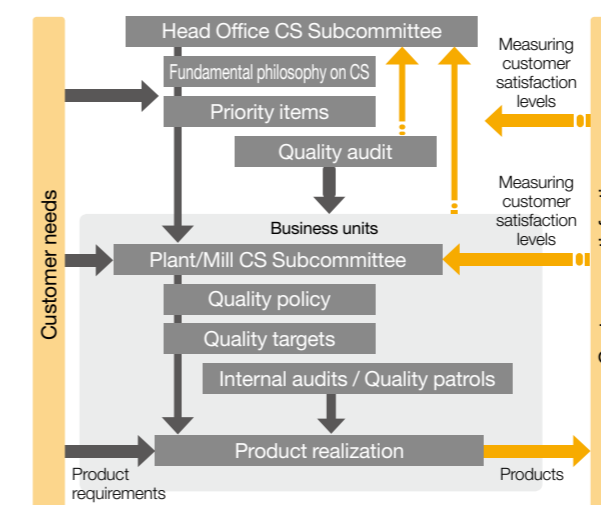 Head Office CS Subcommittee
Fundamental philosophy on CS
Priority items
Quality audit
Measuring
customer
satisfaction
levels
Customer needs
Measuring
customer
satisfaction
levels
Business units
Plant/Mill CS Subcommittee
Quality policy
Quality targets
Internal audits / Quality patrols
Product realization
Product
requirements
Products